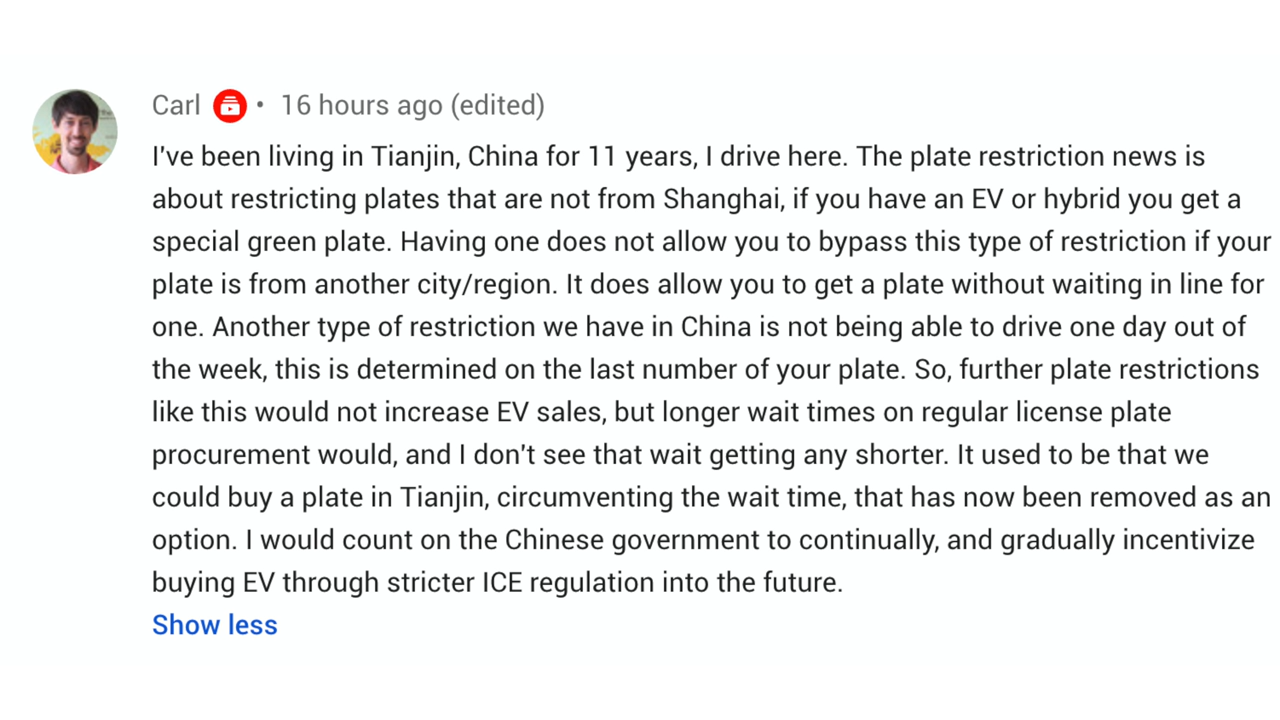 Carl • 16 hours ago (edited)
I've been living in Tianjin, China for 11 years, I drive here. The plate restriction news is
about restricting plates that are not from Shanghai, if you have an EV or hybrid you get a
special green plate. Having one does not allow you to bypass this type of restriction if your
plate is from another city/region. It does allow you to get a plate without waiting in line for
one. Another type of restriction we have in China is not being able to drive one day out of
the week, this is determined on the last number of your plate. So, further plate restrictions
like this would not increase EV sales, but longer wait times on regular license plate
procurement would, and I don't see that wait getting any shorter. It used to be that we
could buy a plate in Tianjin, circumventing the wait time, that has now been removed as an
option. I would count on the Chinese government to continually, and gradually incentivize
buying EV through stricter ICE regulation into the future.
Show less